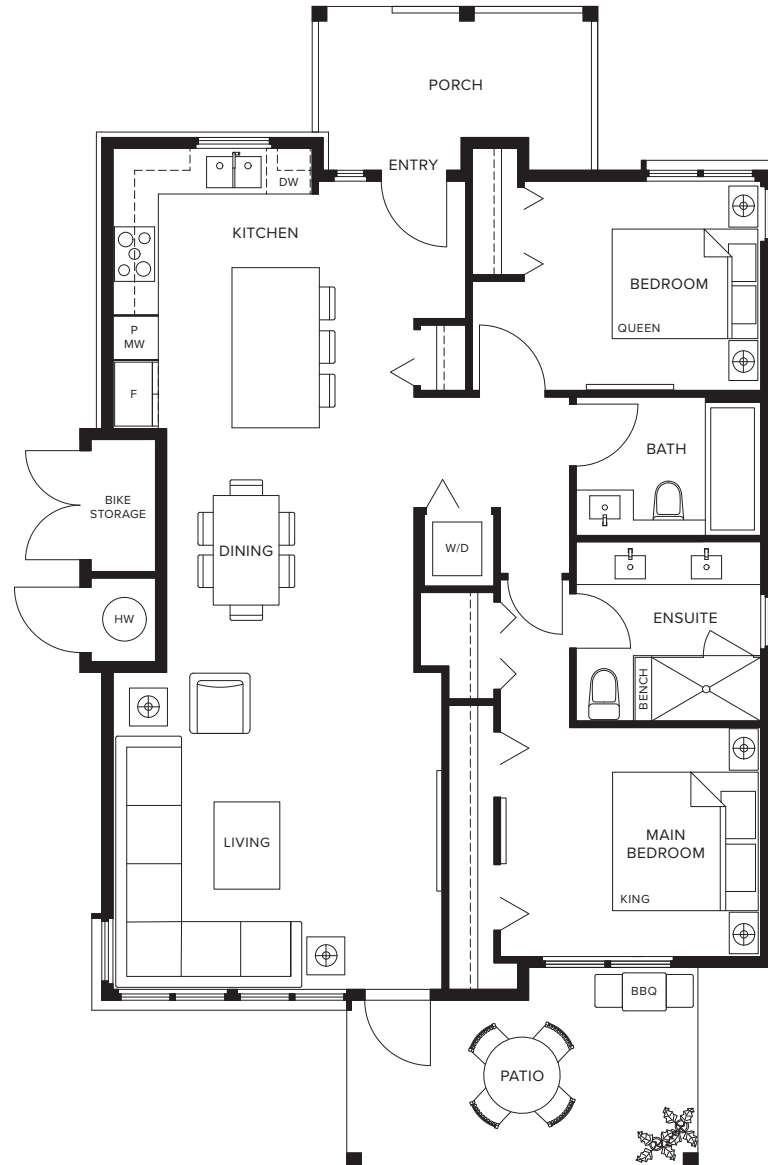 PORCH
ENTRY
DW
KITCHEN
BEDROOM
QUEEN
P
MW
F
BATH
BIKE
STORAGE
DINING
W/D
HW
ENSUITE
BENCH
LIVING
MAIN
BEDROOM
KING
BBQ
PATIO